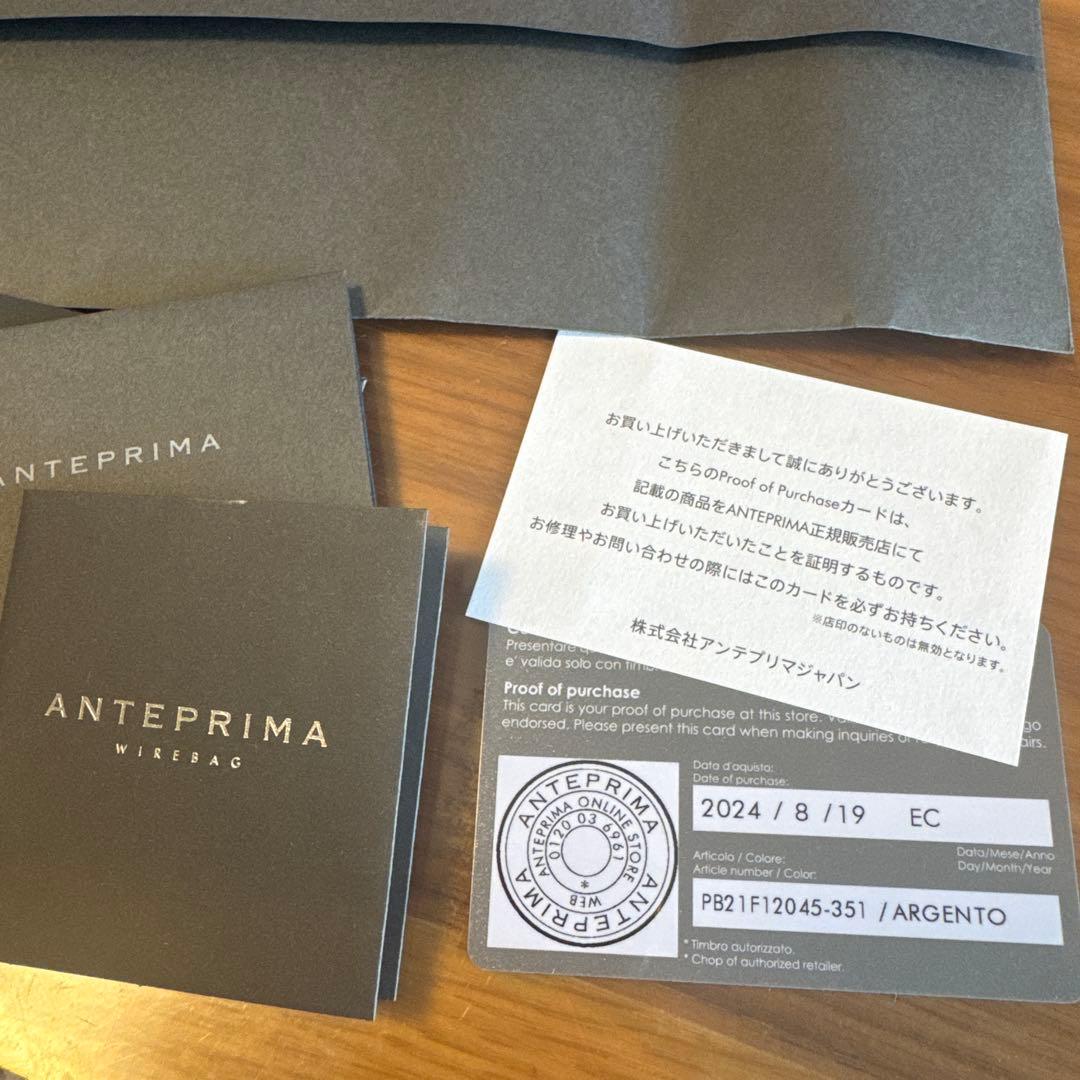 ANTEPRIMA
ANTEPRIMA
WIREBAG
お買い上げいただきまして誠にありがとうございます。
こちらのProof of Purchaseカードは、
記載の商品をANTEPRIMA正規販売店にて
お買い上げいただいたことを証明するものです。
お修理やお問い合わせの際にはこのカードを必ずお持ちください。
※店印のないものは無効となります。
株式会社アンテプリマジャパン
Presentare
e' valida solo con
Proof of purchase
This card is your proof of purchase at this store.
endorsed. Please present this card when making inquiries
ANTEPRIMA
ANTEPRIMA ONLINE STORE
0120 03 6961
*
WEB
ANTEPRIMA
Data d'aquisto:
Date of purchase:
2024 / 8 /19 EC
Data/Mese/Anno
Day/Month/Year
Articolo / Colore:
Article number / Color:
PB21F12045-351 / ARGENTO
* Timbro autorizzato.
* Chop of authorized retailer.